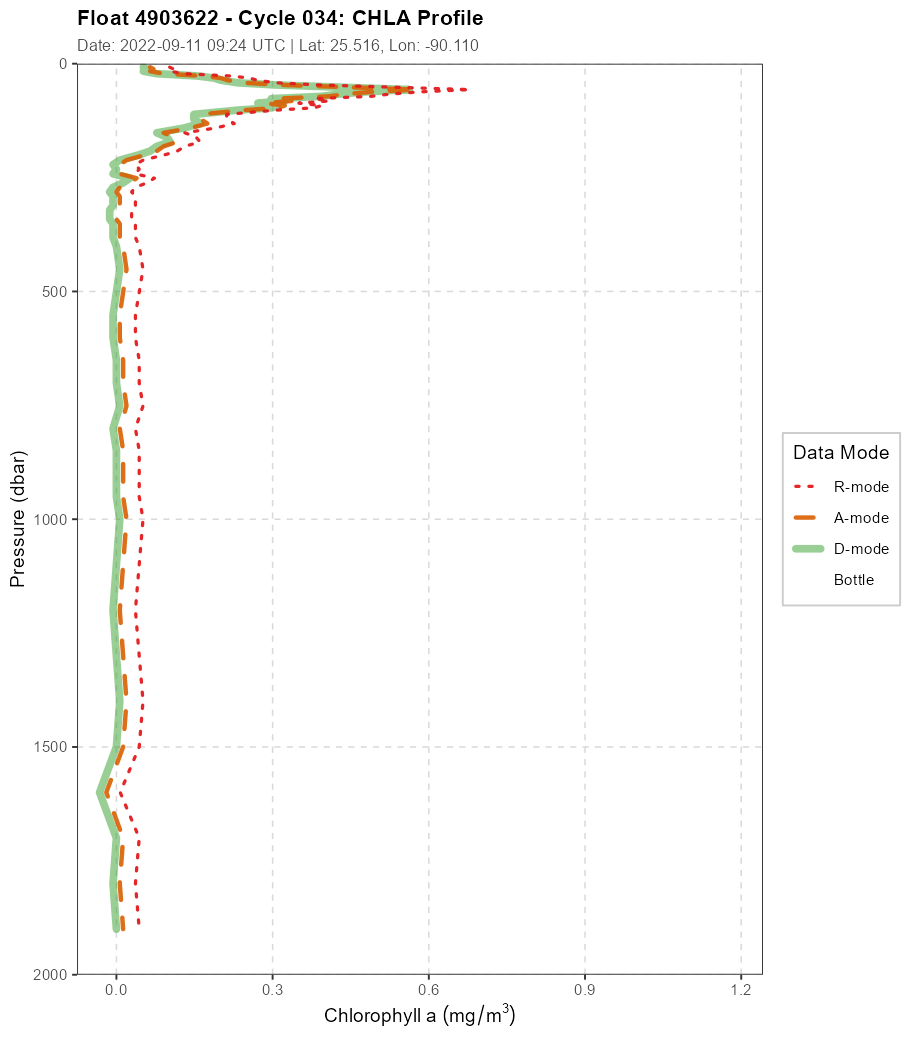 Float 4903622 - Cycle 034: CHLA Profile
Date: 2022-09-11 09:24 UTC | Lat: 25.516, Lon: -90.110
0
500
1000
1500
2000
Pressure (dbar)
0.0 0.3 0.6 0.9 1.2
Chlorophyll a (mg/m³)
Data Mode
R-mode
A-mode
D-mode
Bottle